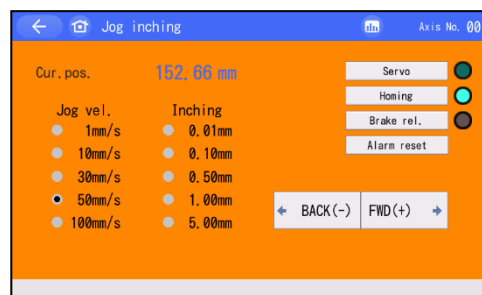 Jog inching
Axis No. 00
Cur.pos. 152.66 mm
Servo
Homing
Brake rel.
Alarm reset
Jog vel. Inching
1mm/s 0.01mm
10mm/s 0.10mm
30mm/s 0.50mm
50mm/s 1.00mm
100mm/s 5.00mm
BACK(-) FWD(+)